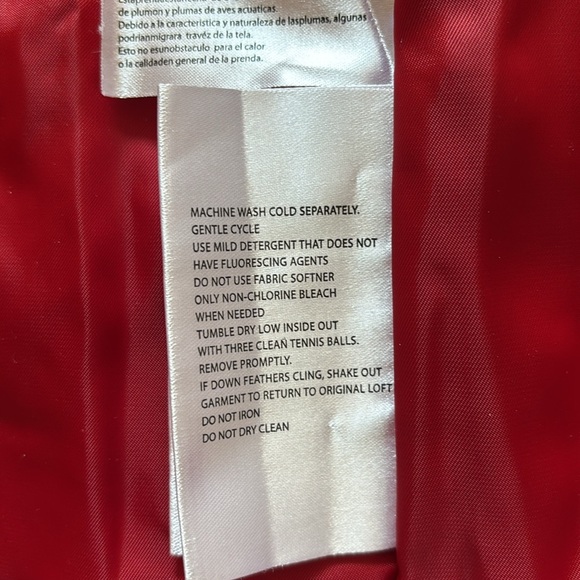 de plumón y plumas de aves acuaticas.
Debido a la caracteristica y naturaleza de lasplumas, algunas
podrianmigrara travéz de la tela.
Esto no esunobstaculo para el calor
o la calidaden general de la prenda.
MACHINE WASH COLD SEPARATELY.
GENTLE CYCLE
USE MILD DETERGENT THAT DOES NOT
HAVE FLUORESCING AGENTS
DO NOT USE FABRIC SOFTNER
ONLY NON-CHLORINE BLEACH
WHEN NEEDED
TUMBLE DRY LOW INSIDE OUT
WITH THREE CLEAÑ TENNIS BALLS.
REMOVE PROMPTLY.
IF DOWN FEATHERS CLING, SHAKE OUT
GARMENT TO RETURN TO ORIGINAL LOFT
DO NOT IRON
DO NOT DRY CLEAN